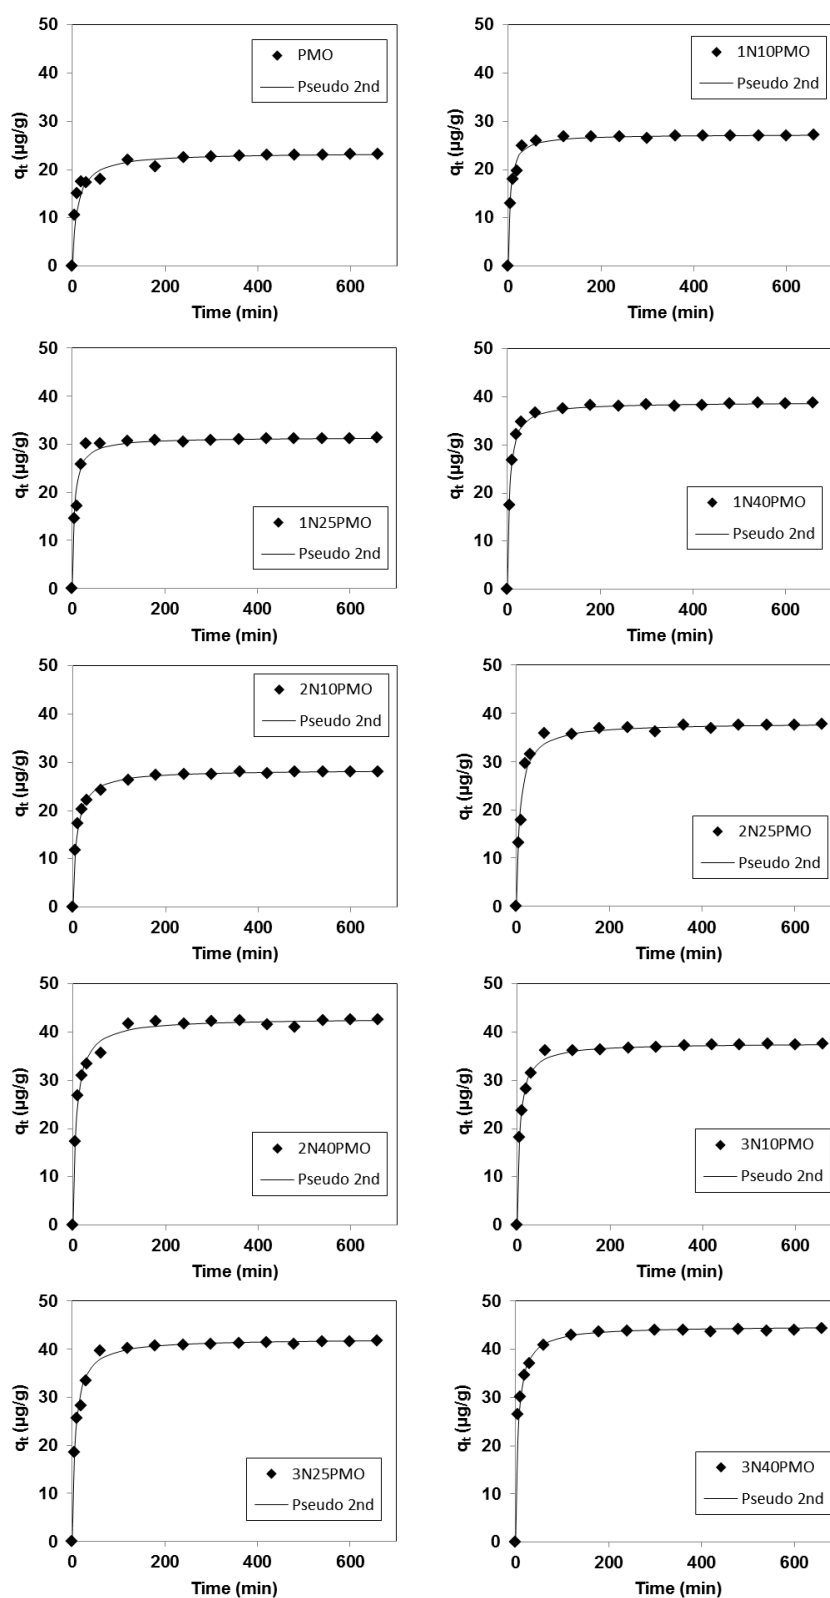 50
40
30
20
10
0
qt (µg/g)
PMO
Pseudo 2nd
0 200 400 600
Time (min)
50
40
30
20
10
0
qt (µg/g)
1N10PMO
Pseudo 2nd
0 200 400 600
Time (min)
50
40
30
20
10
0
qt (µg/g)
1N25PMO
Pseudo 2nd
0 200 400 600
Time (min)
50
40
30
20
10
0
qt (µg/g)
1N40PMO
Pseudo 2nd
0 200 400 600
Time (min)
50
40
30
20
10
0
qt (µg/g)
2N10PMO
Pseudo 2nd
0 200 400 600
Time (min)
50
40
30
20
10
0
qt (µg/g)
2N25PMO
Pseudo 2nd
0 200 400 600
Time (min)
50
40
30
20
10
0
qt (µg/g)
2N40PMO
Pseudo 2nd
0 200 400 600
Time (min)
50
40
30
20
10
0
qt (µg/g)
3N10PMO
Pseudo 2nd
0 200 400 600
Time (min)
50
40
30
20
10
0
qt (µg/g)
3N25PMO
Pseudo 2nd
0 200 400 600
Time (min)
50
40
30
20
10
0
qt (µg/g)
3N40PMO
Pseudo 2nd
0 200 400 600
Time (min)